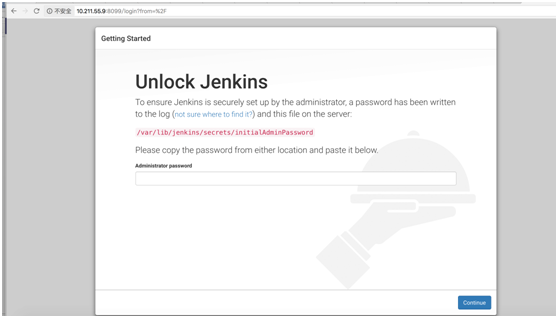 不安全 10.211.55.9:8099/login?from=%2F
Getting Started
Unlock Jenkins
To ensure Jenkins is securely set up by the administrator, a password has been written
to the log (not sure where to find it?) and this file on the server:
/var/lib/jenkins/secrets/initialAdminPassword
Please copy the password from either location and paste it below.
Administrator password
Continue